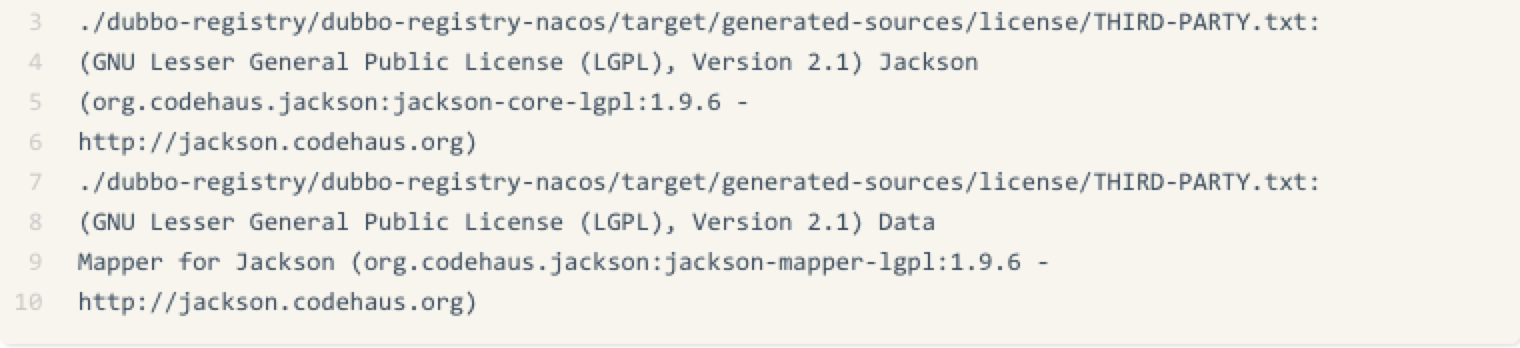 3 ./dubbo-registry/dubbo-registry-nacos/target/generated-sources/license/THIRD-PARTY.txt:
4 (GNU Lesser General Public License (LGPL), Version 2.1) Jackson
5 (org.codehaus.jackson:jackson-core-lgpl:1.9.6 -
6 http://jackson.codehaus.org)
7 ./dubbo-registry/dubbo-registry-nacos/target/generated-sources/license/THIRD-PARTY.txt:
8 (GNU Lesser General Public License (LGPL), Version 2.1) Data
9 Mapper for Jackson (org.codehaus.jackson:jackson-mapper-lgpl:1.9.6 -
10 http://jackson.codehaus.org)